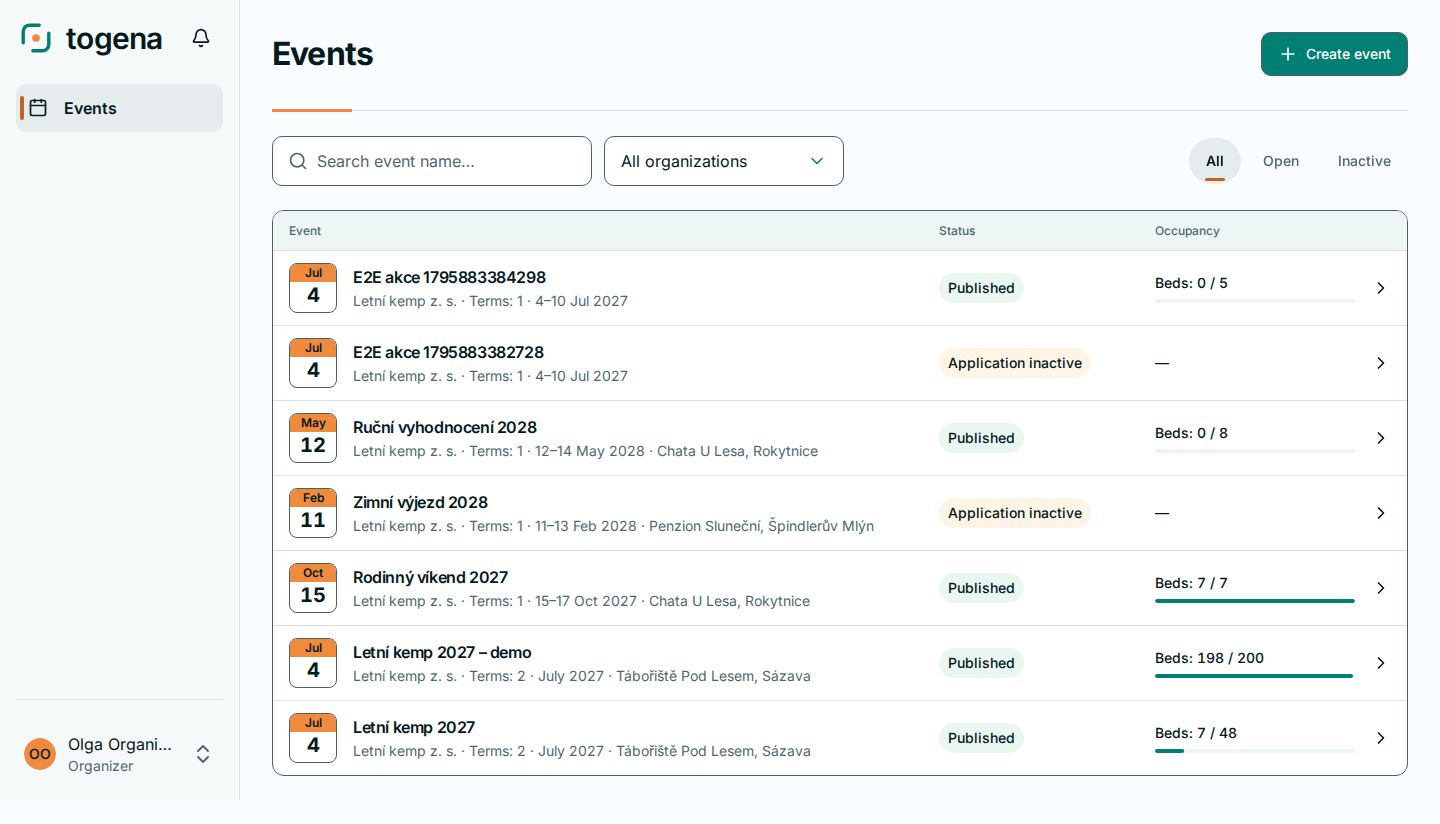 togena
Events
Events
Create event
Search event name...
All organizations
All
Open
Inactive
Event
Status
Occupancy
Jul
4
E2E akce 1795883384298
Letní kemp z. s. · Terms: 1 · 4–10 Jul 2027
Published
Beds: 0 / 5
Jul
4
E2E akce 1795883382728
Letní kemp z. s. · Terms: 1 · 4–10 Jul 2027
Application inactive
—
May
12
Ruční vyhodnocení 2028
Letní kemp z. s. · Terms: 1 · 12–14 May 2028 · Chata U Lesa, Rokytnice
Published
Beds: 0 / 8
Feb
11
Zimní výjezd 2028
Letní kemp z. s. · Terms: 1 · 11–13 Feb 2028 · Penzion Sluneční, Špindlerův Mlýn
Application inactive
—
Oct
15
Rodinný víkend 2027
Letní kemp z. s. · Terms: 1 · 15–17 Oct 2027 · Chata U Lesa, Rokytnice
Published
Beds: 7 / 7
Jul
4
Letní kemp 2027 – demo
Letní kemp z. s. · Terms: 2 · July 2027 · Tábořiště Pod Lesem, Sázava
Published
Beds: 198 / 200
Jul
4
Letní kemp 2027
Letní kemp z. s. · Terms: 2 · July 2027 · Tábořiště Pod Lesem, Sázava
Published
Beds: 7 / 48
OO
Olga Organi...
Organizer